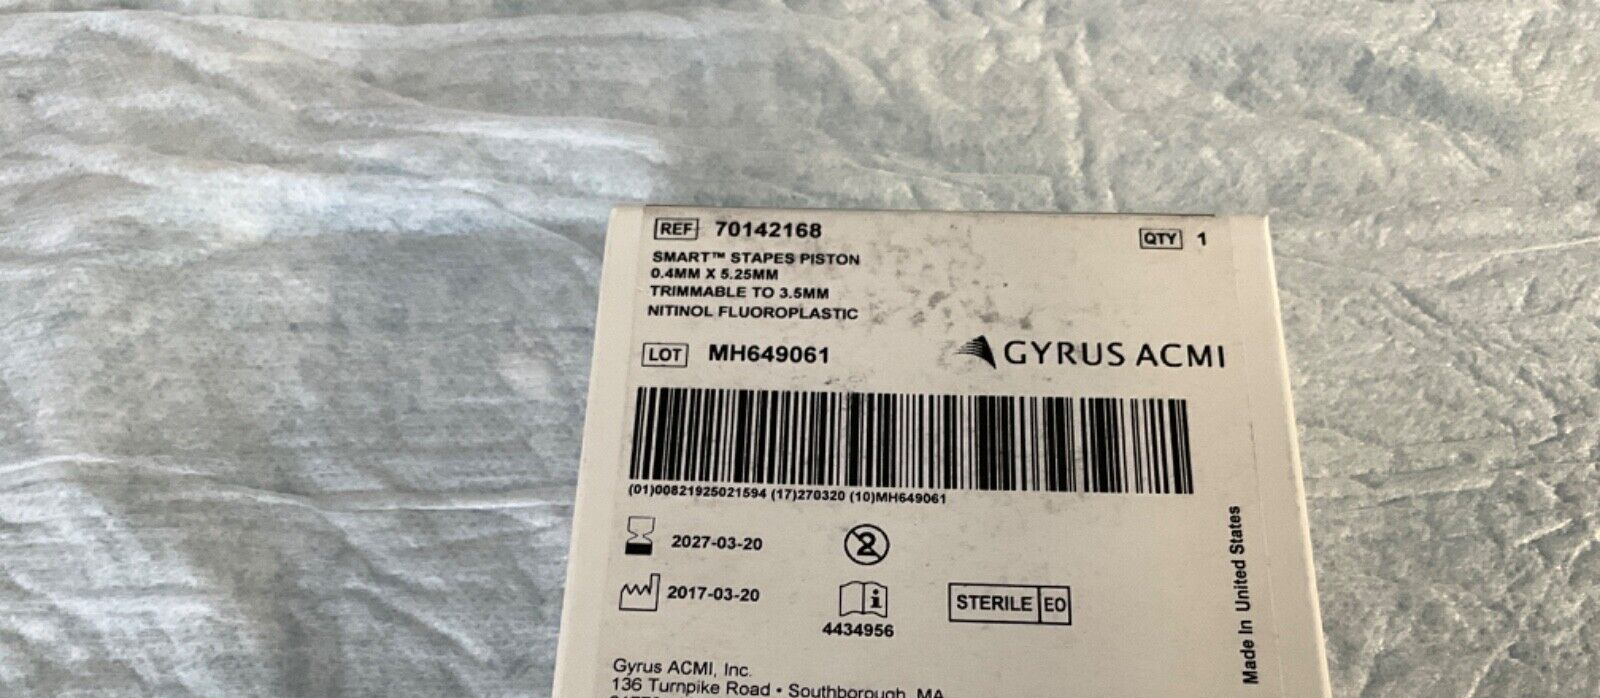 REF 70142168
QTY 1
SMART™ STAPES PISTON
0.4MM X 5.25MM
TRIMMABLE TO 3.5MM
NITINOL FLUOROPLASTIC
LOT MH649061
GYRUS ACMI
(01)00821925021594 (17)270320 (10)MH649061
2027-03-20
2
2017-03-20
i
4434956
STERILE EO
Made In United States
Gyrus ACMI, Inc.
136 Turnpike Road • Southborough, MA